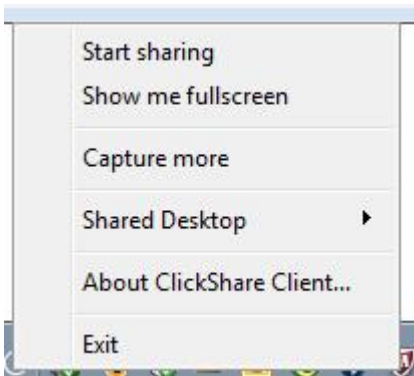 Start sharing
Show me fullscreen
Capture more
Shared Desktop
About ClickShare Client...
Exit